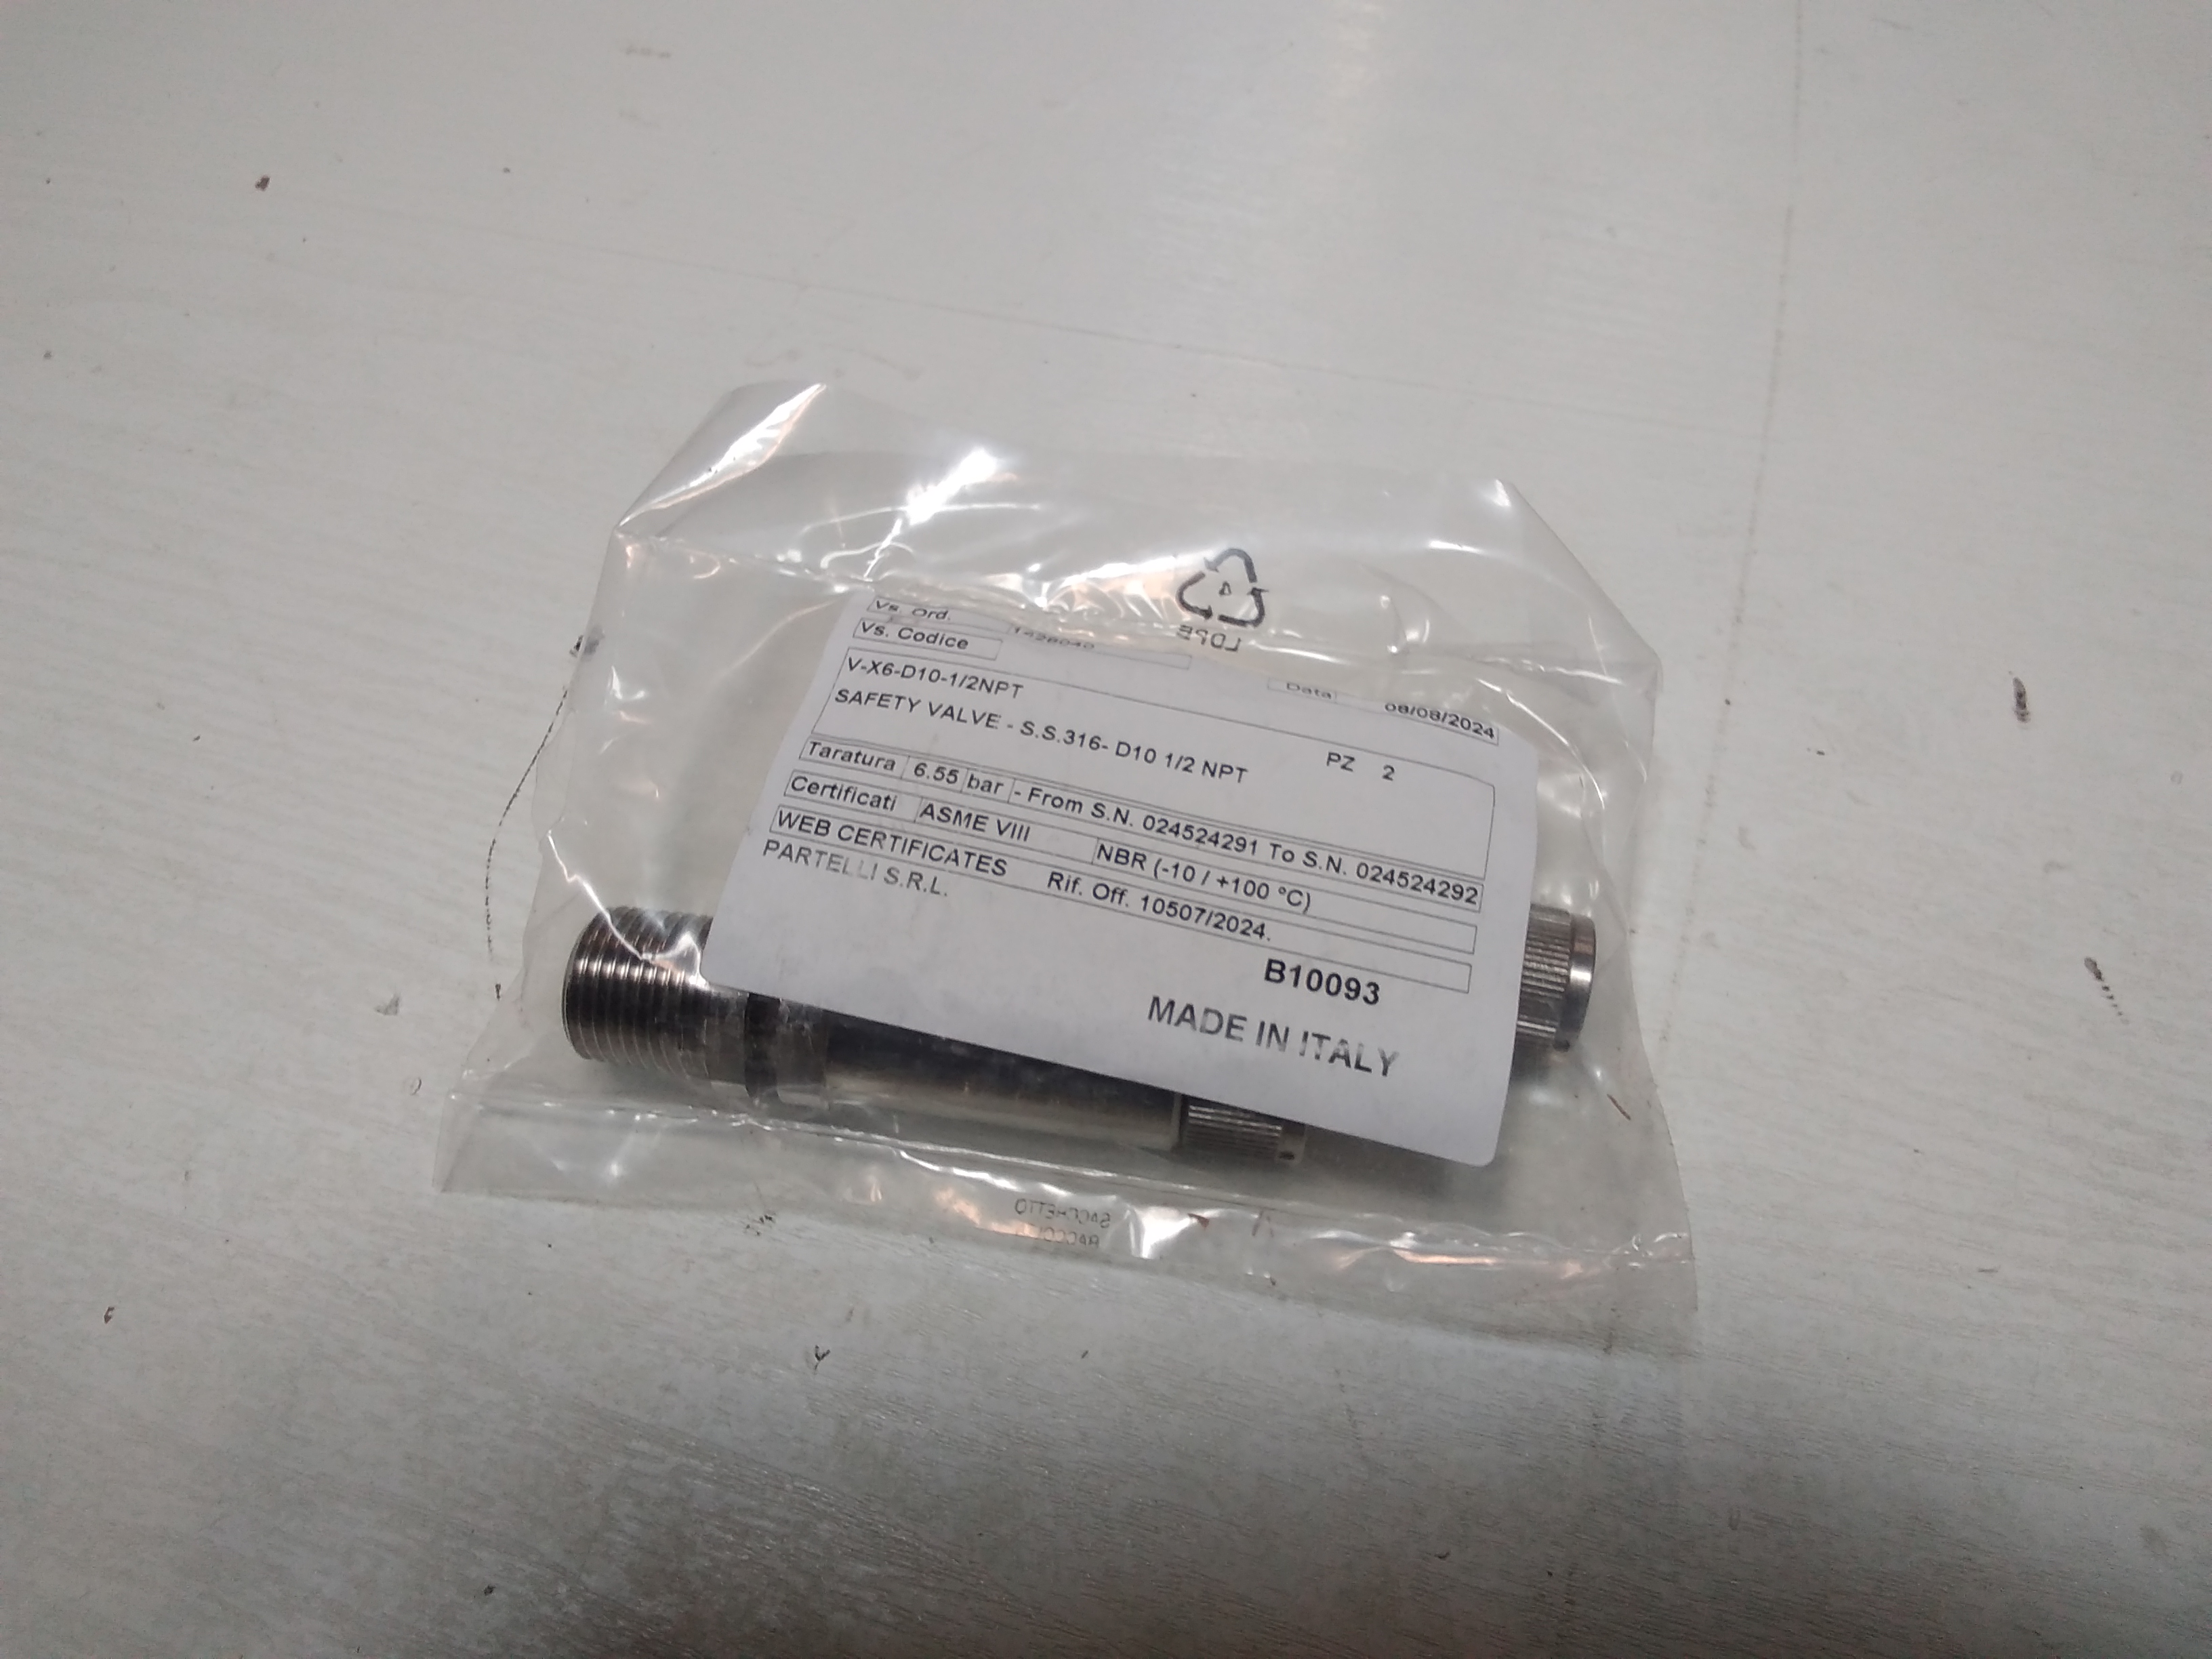 LDPE
Vs. Ord.
Vs. Codice
Data 08/08/2024
V-X6-D10-1/2NPT
PZ 2
SAFETY VALVE - S.S.316- D10 1/2 NPT
Taratura 6.55 bar - From S.N. 024524291 To S.N. 024524292
Certificati ASME VIII NBR (-10 / +100 °C)
WEB CERTIFICATES Rif. Off. 10507/2024.
PARTELLI S.R.L.
B10093
MADE IN ITALY
SACCHETTO